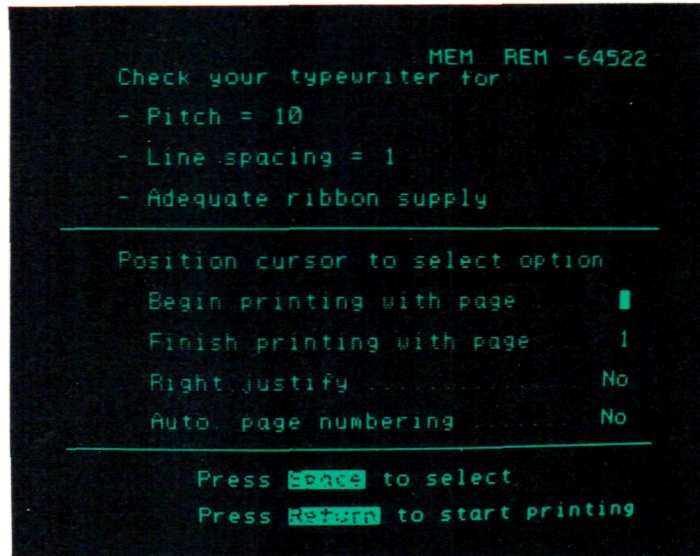 MEM REM -64522
Check your typewriter for:
- Pitch = 10
- Line spacing = 1
- Adequate ribbon supply
Position cursor to select option
Begin printing with page
Finish printing with page 1
Right justify ................ No
Auto. page numbering ....... No
Press Space to select
Press Return to start printing